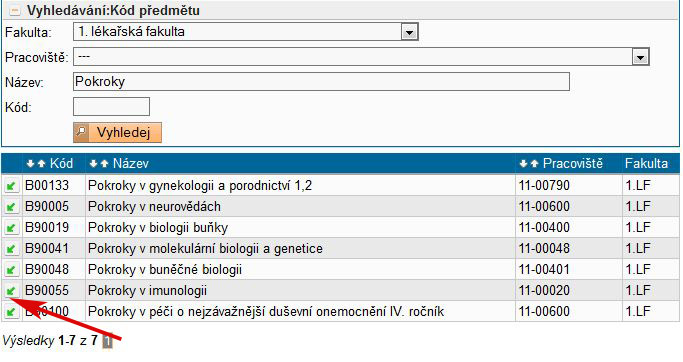 Vyhledávání:Kód předmětu
Fakulta: 1. lékařská fakulta
Pracoviště: ---
Název: Pokroky
Kód:
Vyhledej
Kód Název Pracoviště Fakulta
B00133 Pokroky v gynekologii a porodnictví 1,2 11-00790 1.LF
B90005 Pokroky v neurovědách 11-00600 1.LF
B90019 Pokroky v biologii buňky 11-00400 1.LF
B90041 Pokroky v molekulární biologii a genetice 11-00048 1.LF
B90048 Pokroky v buněčné biologii 11-00401 1.LF
B90055 Pokroky v imunologii 11-00020 1.LF
Pokroky v péči o nejzávažnější duševní onemocnění IV. ročník 11-00600 1.LF
Výsledky 1-7 z 7 1